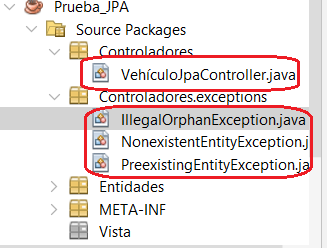 Prueba_JPA
Source Packages
Controladores
VehículoJpaController.java
Controladores.exceptions
IllegalOrphanException.java
NonexistentEntityException.j
PreexistingEntityException.ja
Entidades
META-INF
Vista